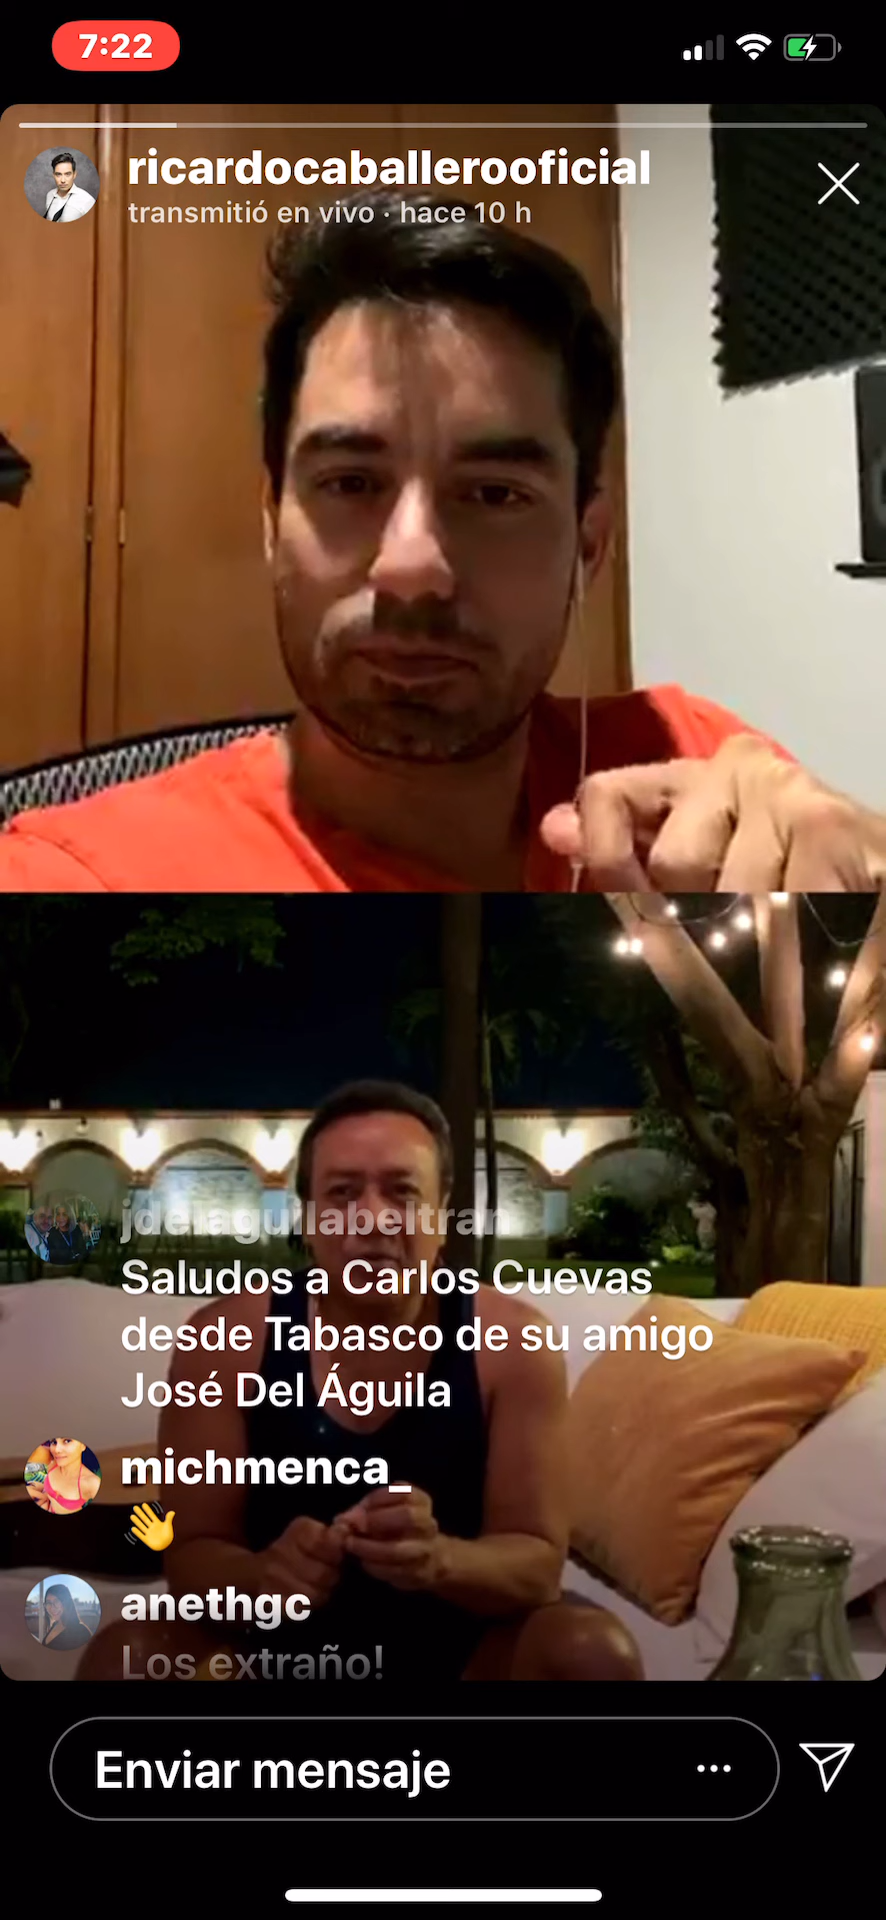 7:22
ricardocaballerooficial
transmitió en vivo · hace 10 h
jdelaguilabeltran
Saludos a Carlos Cuevas
desde Tabasco de su amigo
José Del Águila
michmenca_
👋
anethgc
Los extraño!
Enviar mensaje